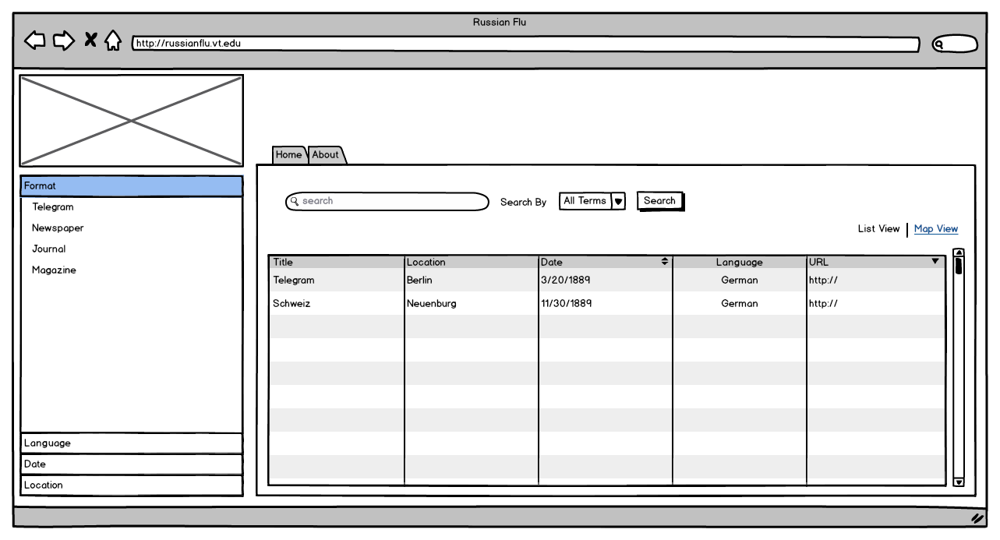 Russian Flu
http://russianflu.vt.edu
Format
Telegram
Newspaper
Journal
Magazine
Language
Date
Location
Home About
search Search By All Terms Search
List View | Map View
Title Location Date Language URL
Telegram Berlin 3/20/1889 German http://
Schweiz Neuenburg 11/30/1889 German http://